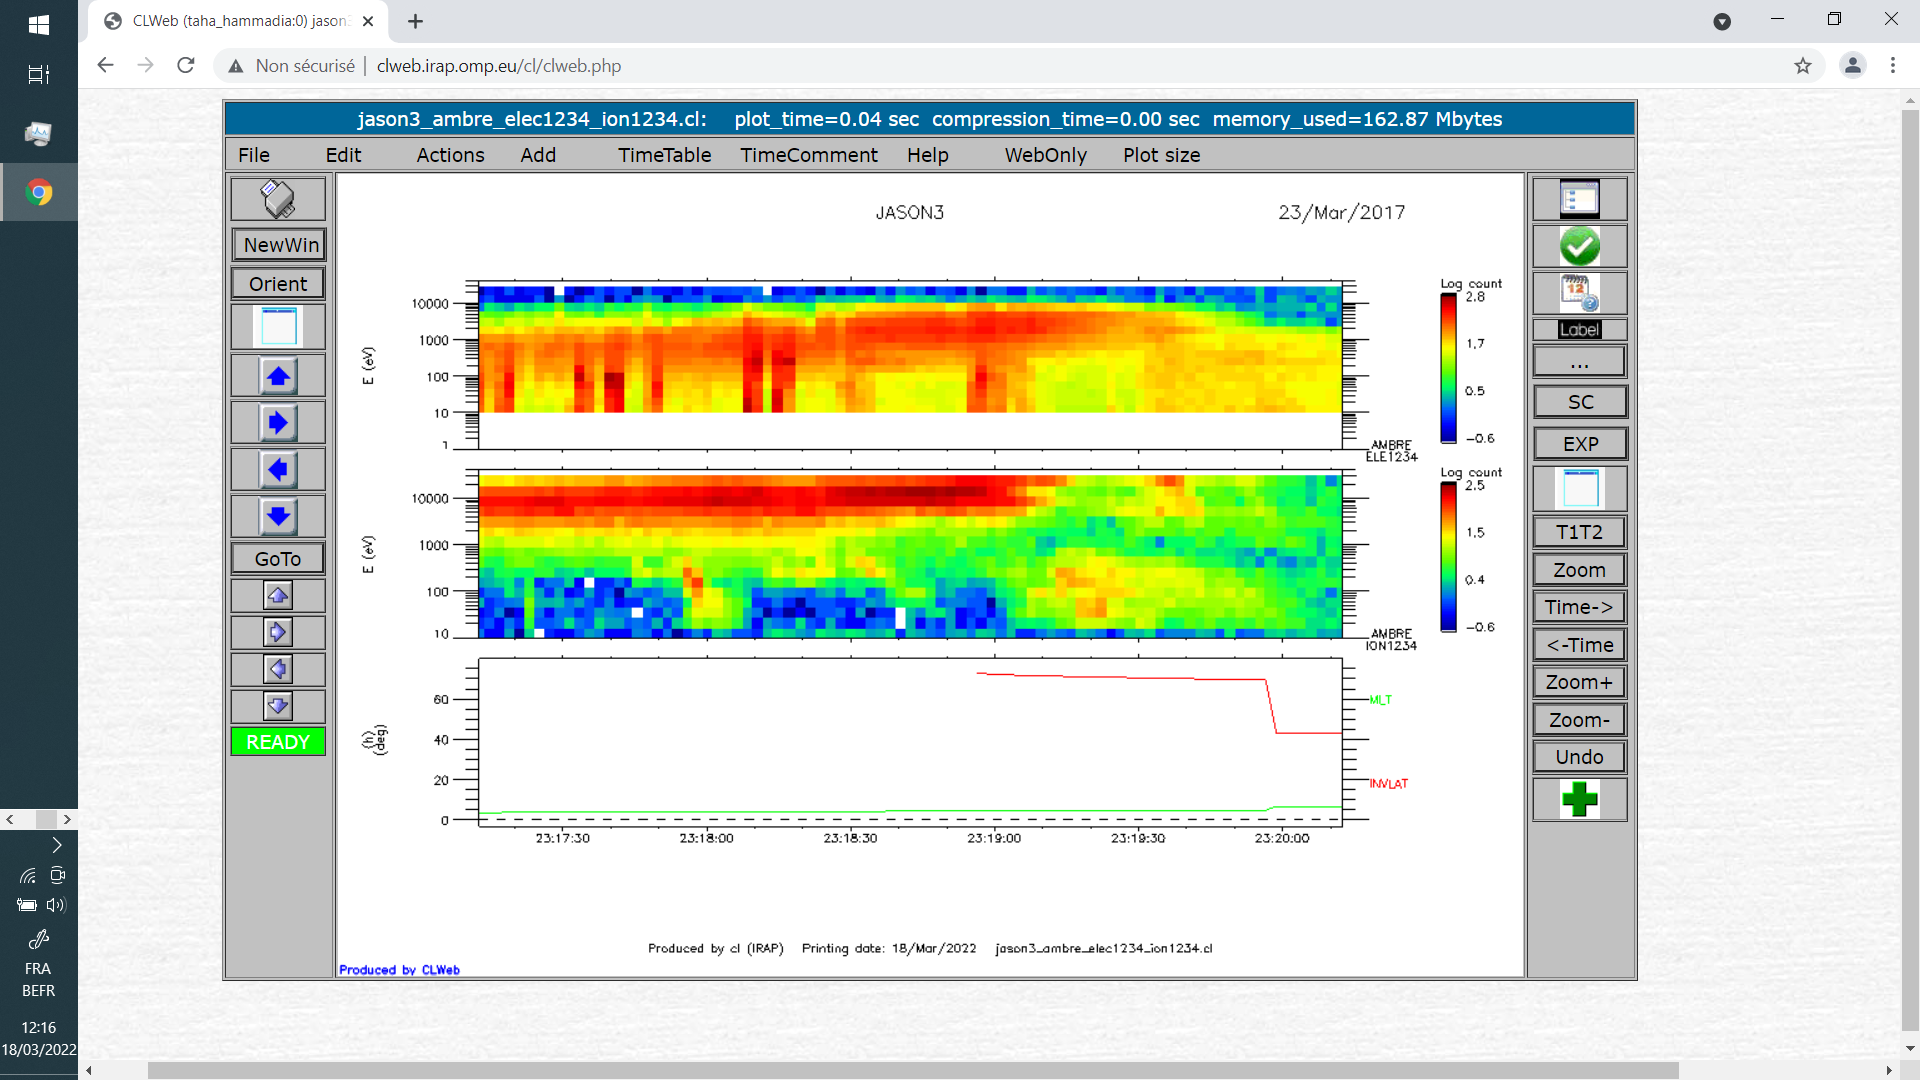 CLWeb (taha_hammadia:0) jason3
Non sécurisé | clweb.irap.omp.eu/cl/clweb.php
jason3_ambre_elec1234_ion1234.cl: plot_time=0.04 sec compression_time=0.00 sec memory_used=162.87 Mbytes
File Edit Actions Add TimeTable TimeComment Help WebOnly Plot size
NewWin
Orient
GoTo
READY
JASON3 23/Mar/2017
10000
1000
100
10
1
E (eV)
Log count
2.8
1.7
0.5
-0.6
AMBRE
ELE1234
10000
1000
100
10
E (eV)
Log count
2.5
1.5
0.4
-0.6
AMBRE
ION1234
60
40
20
0
(h)
(deg)
MLT
INVLAT
23:17:30 23:18:00 23:18:30 23:19:00 23:19:30 23:20:00
Produced by cl (IRAP) Printing date: 18/Mar/2022 jason3_ambre_elec1234_ion1234.cl
Produced by CLWeb
12
Label
...
SC
EXP
T1T2
Zoom
Time->
<-Time
Zoom+
Zoom-
Undo
FRA
BEFR
12:16
18/03/2022